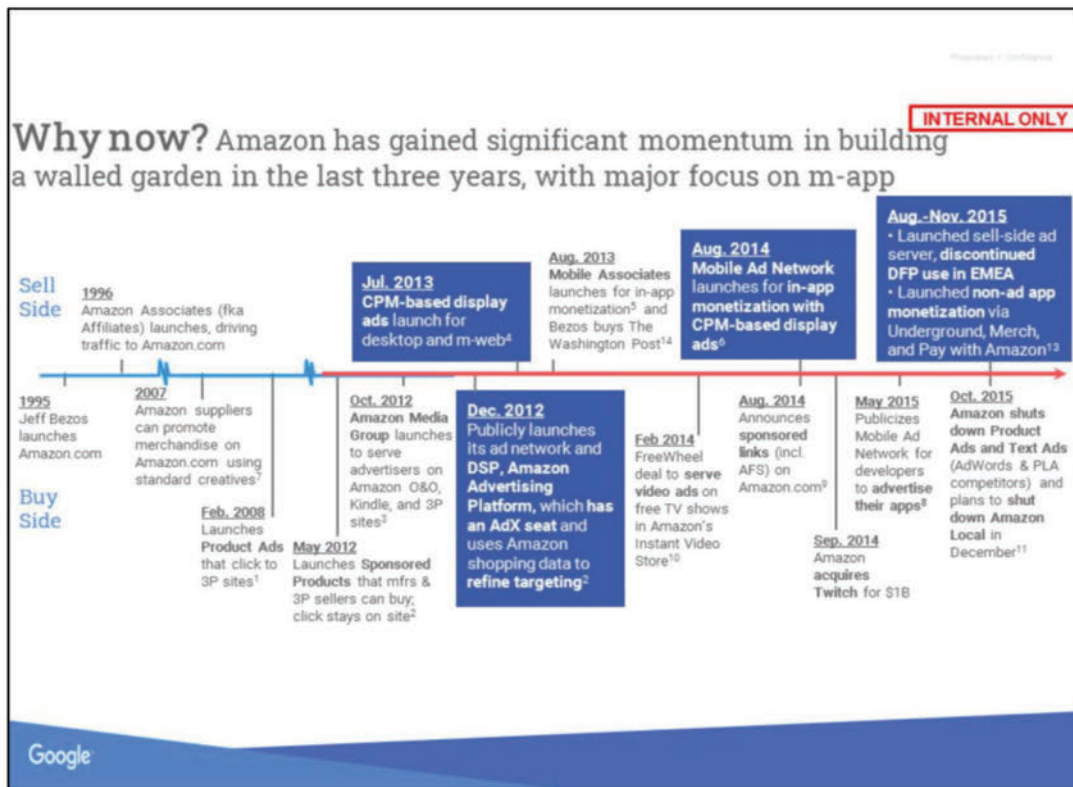 Proprietary + Confidential
INTERNAL ONLY
Why now? Amazon has gained significant momentum in building
a walled garden in the last three years, with major focus on m-app
Sell
Side
1996
Amazon Associates (fka
Affiliates) launches, driving
traffic to Amazon.com
Jul. 2013
CPM-based display
ads launch for
desktop and m-web4
Aug. 2013
Mobile Associates
launches for in-app
monetization5 and
Bezos buys The
Washington Post14
Aug. 2014
Mobile Ad Network
launches for in-app
monetization with
CPM-based display
ads6
Aug.-Nov. 2015
• Launched sell-side ad
server, discontinued
DFP use in EMEA
• Launched non-ad app
monetization via
Underground, Merch,
and Pay with Amazon13
1995
Jeff Bezos
launches
Amazon.com
Buy
Side
2007
Amazon suppliers
can promote
merchandise on
Amazon.com using
standard creatives7
Feb. 2008
Launches
Product Ads
that click to
3P sites1
May 2012
Launches Sponsored
Products that mfrs &
3P sellers can buy;
click stays on site2
Oct. 2012
Amazon Media
Group launches
to serve
advertisers on
Amazon O&O,
Kindle, and 3P
sites3
Dec. 2012
Publicly launches
its ad network and
DSP, Amazon
Advertising
Platform, which has
an AdX seat and
uses Amazon
shopping data to
refine targeting2
Feb 2014
FreeWheel
deal to serve
video ads on
free TV shows
in Amazon's
Instant Video
Store10
Aug. 2014
Announces
sponsored
links (incl.
AFS) on
Amazon.com9
Sep. 2014
Amazon
acquires
Twitch for $1B
May 2015
Publicizes
Mobile Ad
Network for
developers
to advertise
their apps8
Oct. 2015
Amazon shuts
down Product
Ads and Text Ads
(AdWords & PLA
competitors) and
plans to shut
down Amazon
Local in
December11
Google